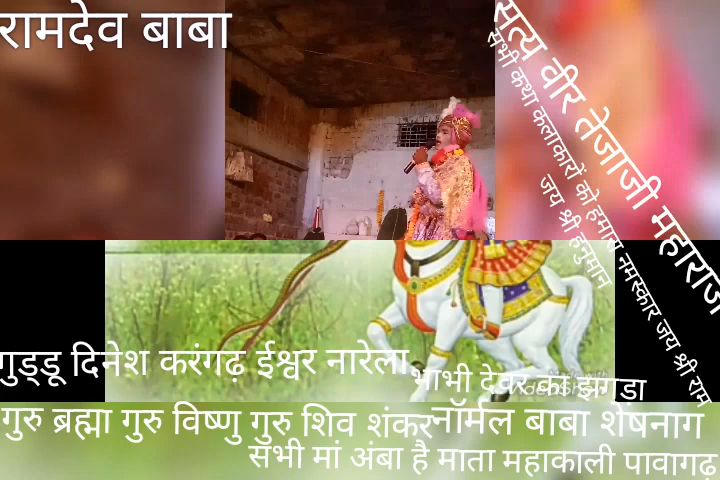 रामदेव बाबा
सत्य वीर तेजाजी महाराज
सभी कथा कलाकारों को हमारा नमस्कार जय श्री राम
जय श्री हनुमान
गुड्डू दिनेश करंगढ़ ईश्वर नारेला
भाभी देवर का झगड़ा
गुरु ब्रह्मा गुरु विष्णु गुरु शिव शंकर
नॉर्मल बाबा शेषनाग
सभी मां अंबा है माता महाकाली पावागढ़